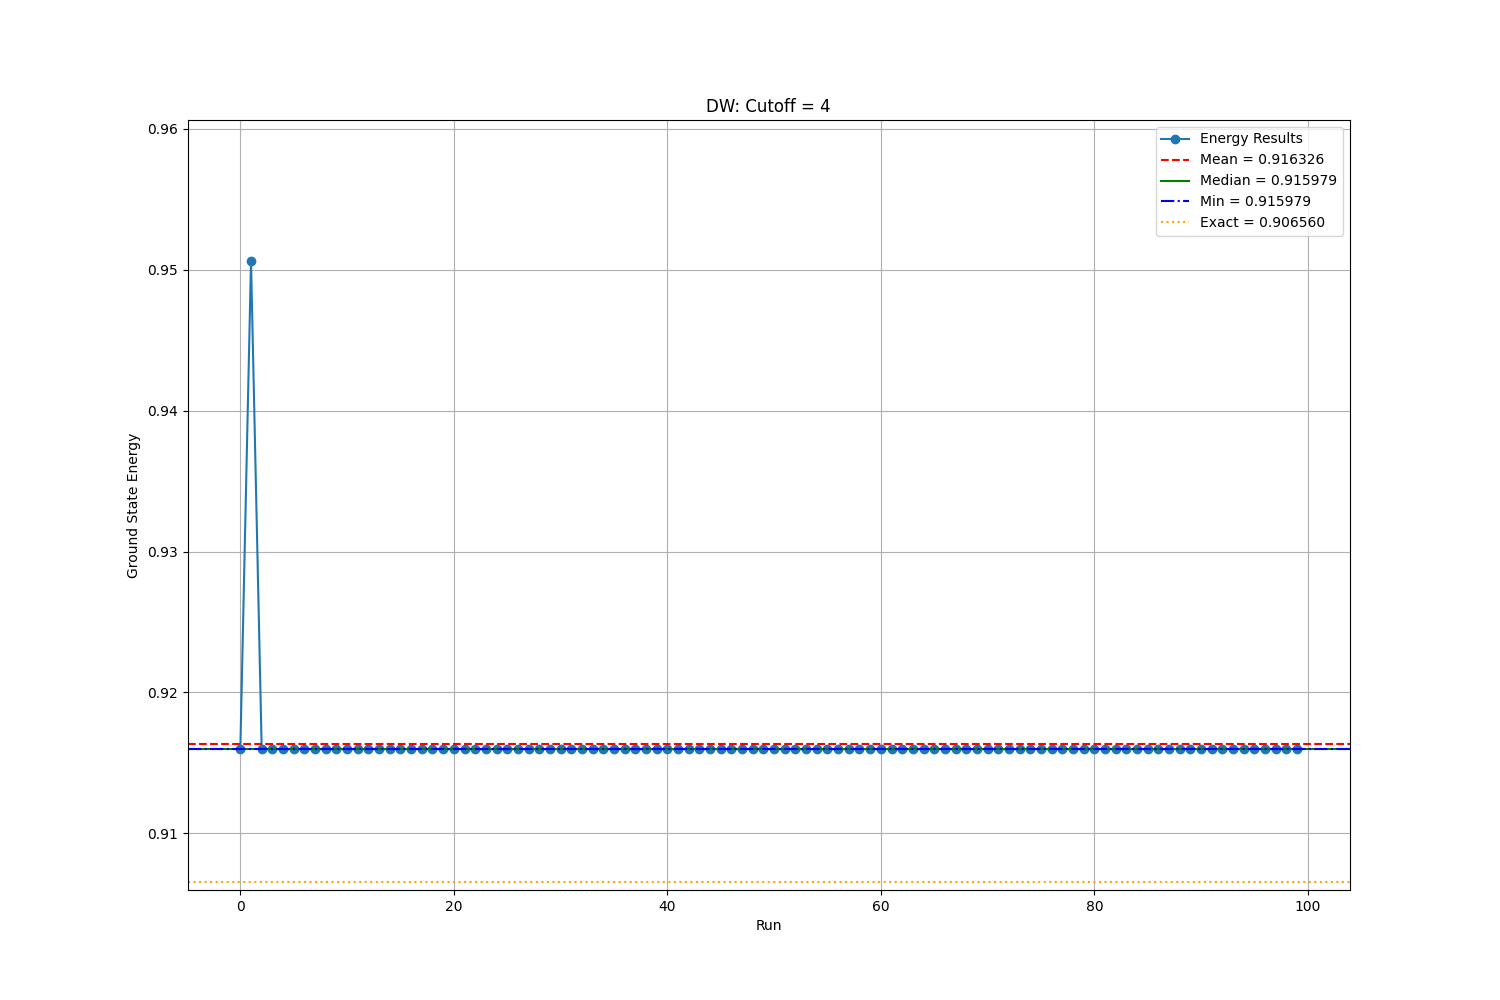 DW: Cutoff = 4
Energy Results
Mean = 0.916326
Median = 0.915979
Min = 0.915979
Exact = 0.906560
Ground State Energy
0.96
0.95
0.94
0.93
0.92
0.91
0
20
40
60
80
100
Run